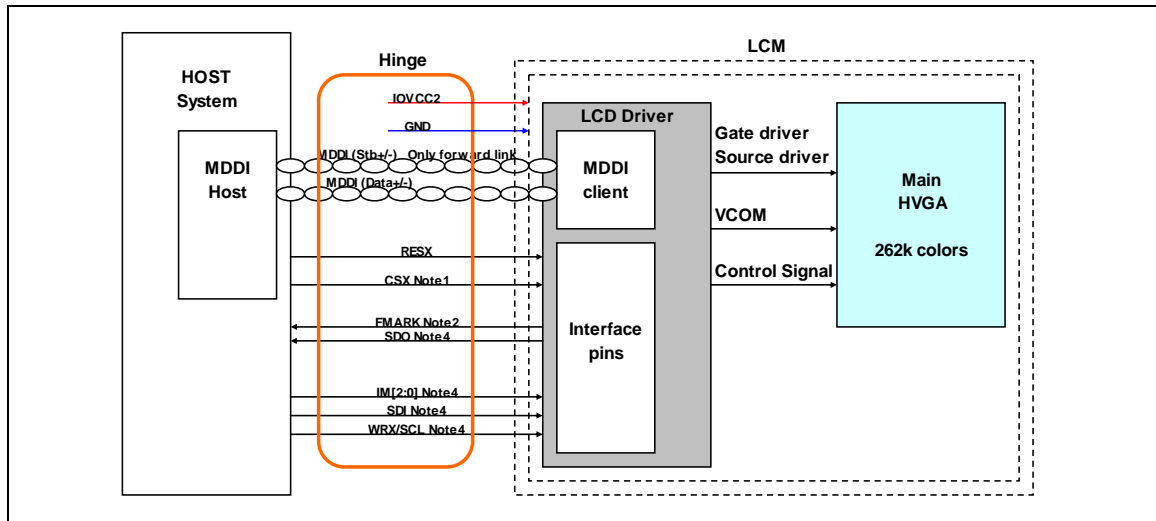 LCM
Hinge
HOST
System
IOVCC2
LCD Driver
GND
Gate driver
Source driver
MDDI (Stb+/-) Only forward link
MDDI
Host
MDDI (Data+/-)
MDDI
client
Main
HVGA
262k colors
VCOM
RESX
Control Signal
CSX Note1
FMARK Note2
SDO Note4
Interface
pins
IM[2:0] Note4
SDI Note4
WRX/SCL Note4